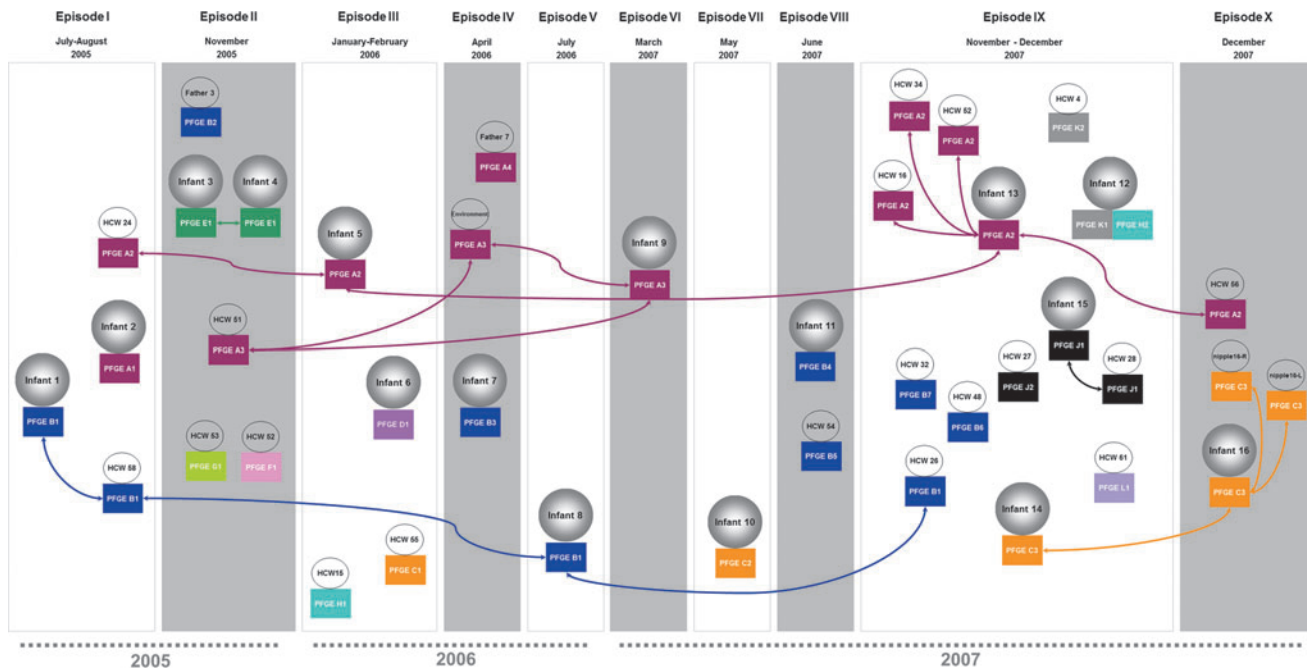 Episode I
July-August
2005
HCW 24
PFGE A2
Infant 2
PFGE A1
Infant 1
PFGE B1
HCW 58
PFGE B1
Episode II
November
2005
Father 3
PFGE B2
Infant 3
PFGE E1
Infant 4
PFGE E1
HCW 51
PFGE A3
HCW 53
PFGE G1
HCW 52
PFGE F1
Episode III
January-February
2006
Infant 5
PFGE A2
Infant 6
PFGE D1
HCW 55
PFGE C1
HCW15
PFGE H1
Episode IV
April
2006
Father 7
PFGE A4
Environment
PFGE A3
Infant 7
PFGE B3
Episode V
July
2006
Infant 8
PFGE B1
Episode VI
March
2007
Infant 9
PFGE A3
Episode VII
May
2007
Infant 10
PFGE C2
Episode VIII
June
2007
Infant 11
PFGE B4
HCW 54
PFGE B5
Episode IX
November - December
2007
HCW 34
PFGE A2
HCW 52
PFGE A2
HCW 4
PFGE K2
HCW 16
PFGE A2
Infant 13
PFGE A2
Infant 12
PFGE K1
PFGE H2
Infant 15
PFGE J1
HCW 32
PFGE B7
HCW 27
PFGE J2
HCW 28
PFGE J1
HCW 48
PFGE B6
HCW 26
PFGE B1
HCW 61
PFGE L1
Infant 14
PFGE C3
Episode X
December
2007
HCW 56
PFGE A2
nipple16-R
PFGE C3
nipple16-L
PFGE C3
Infant 16
PFGE C3
2005
2006
2007